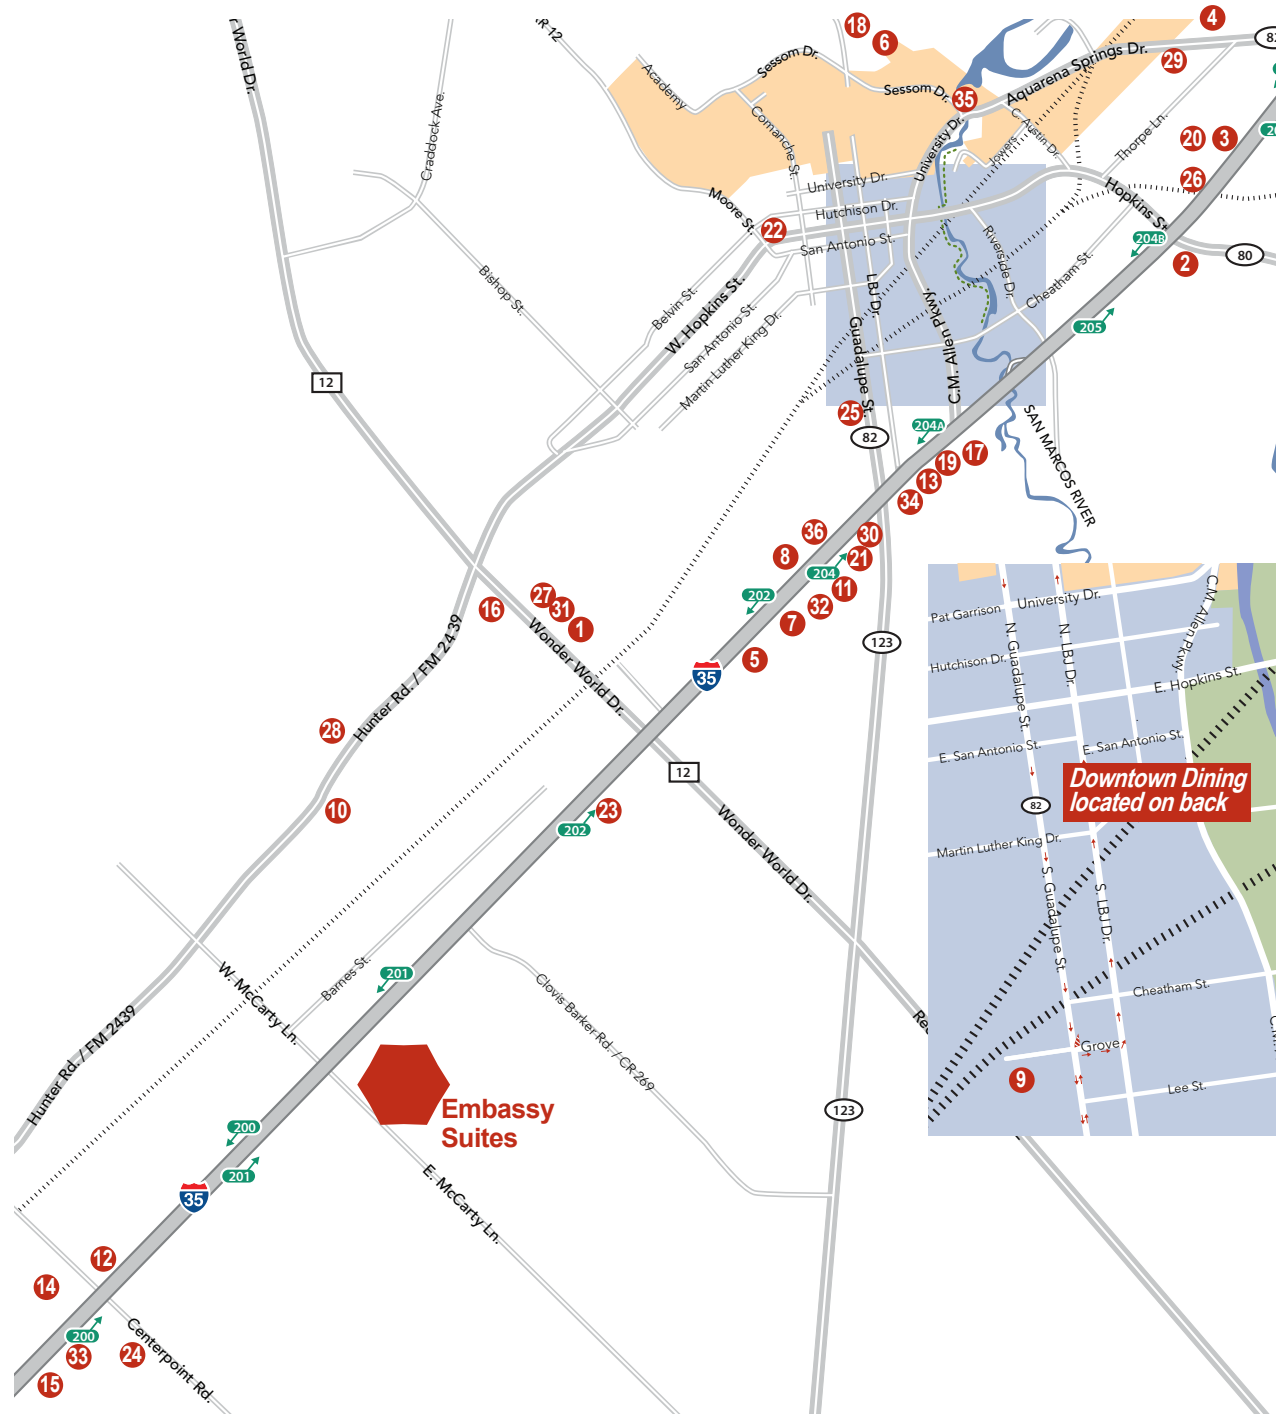 18
6
4
29
35
20
3
26
22
2
25
17
19
13
34
36
8
30
21
11
32
7
5
27
31
1
16
28
10
23
12
14
33
24
15
9
World Dr.
Craddock Ave.
Academy
Sessom Dr.
Sessom Dr.
Comanche St.
Aquarena Springs Dr.
University Dr.
C. Austin Dr.
Jowers
Thorpe Ln.
Hopkins St.
University Dr.
Hutchison Dr.
San Antonio St.
Moore St.
Riverside Dr.
Cheatham St.
LBJ Dr.
Guadalupe St.
C.M. Allen Pkwy.
Bishop St.
Belvin St.
W. Hopkins St.
San Antonio St.
Martin Luther King Dr.
SAN MARCOS RIVER
204B
80
205
12
82
204A
204
202
123
35
Wonder World Dr.
Hunter Rd. / FM 2439
12
202
Wonder World Dr.
W. McCarty Ln.
Barnes St.
201
Clovis Barker Rd. / CR 269
Hunter Rd. / FM 2439
Embassy
Suites
200
201
35
E. McCarty Ln.
123
200
Centerpoint Rd.
Pat Garrison
University Dr.
C.M. Allen Pkwy.
Hutchison Dr.
N. Guadalupe St.
N. LBJ Dr.
E. Hopkins St.
E. San Antonio St.
E. San Antonio St.
Downtown Dining
located on back
82
Martin Luther King Dr.
S. Guadalupe St.
S. LBJ Dr.
Cheatham St.
Grove
Lee St.